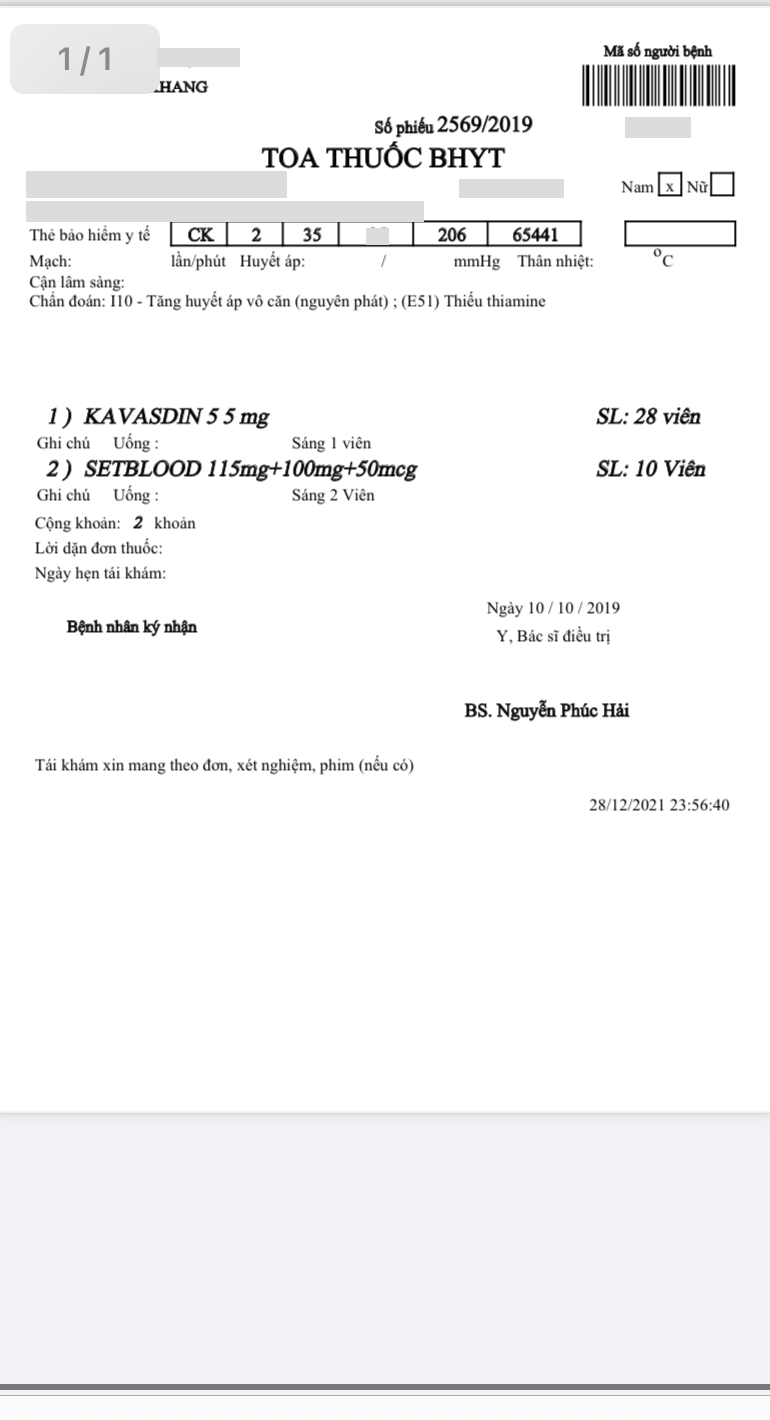 1/1
Mã số người bệnh
HANG
Số phiếu 2569/2019
TOA THUỐC BHYT
Nam x Nữ
Thẻ bảo hiểm y tế CK 2 35 206 65441
Mạch: lần/phút Huyết áp: / mmHg Thân nhiệt: °C
Cận lâm sàng:
Chẩn đoán: I10 - Tăng huyết áp vô căn (nguyên phát) ; (E51) Thiếu thiamine
1 ) KAVASDIN 5 5 mg SL: 28 viên
Ghi chú Uống : Sáng 1 viên
2 ) SETBLOOD 115mg+100mg+50mcg SL: 10 Viên
Ghi chú Uống : Sáng 2 Viên
Cộng khoản: 2 khoản
Lời dặn đơn thuốc:
Ngày hẹn tái khám:
Ngày 10 / 10 / 2019
Bệnh nhân ký nhận
Y, Bác sĩ điều trị
BS. Nguyễn Phúc Hải
Tái khám xin mang theo đơn, xét nghiệm, phim (nếu có)
28/12/2021 23:56:40